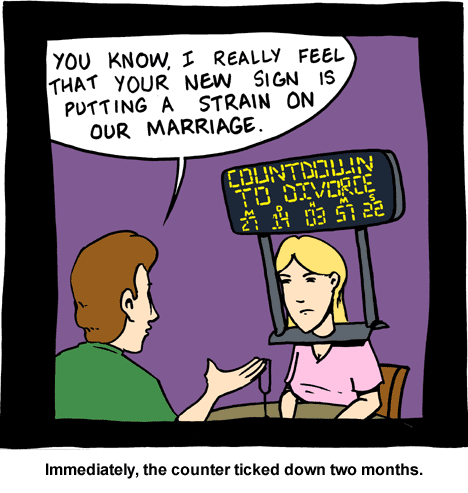 YOU KNOW, I REALLY FEEL
THAT YOUR NEW SIGN IS
PUTTING A STRAIN ON
OUR MARRIAGE.
COUNTDOWN
TO DIVORCE
M D H M S
21 14 03 57 22
Immediately, the counter ticked down two months.